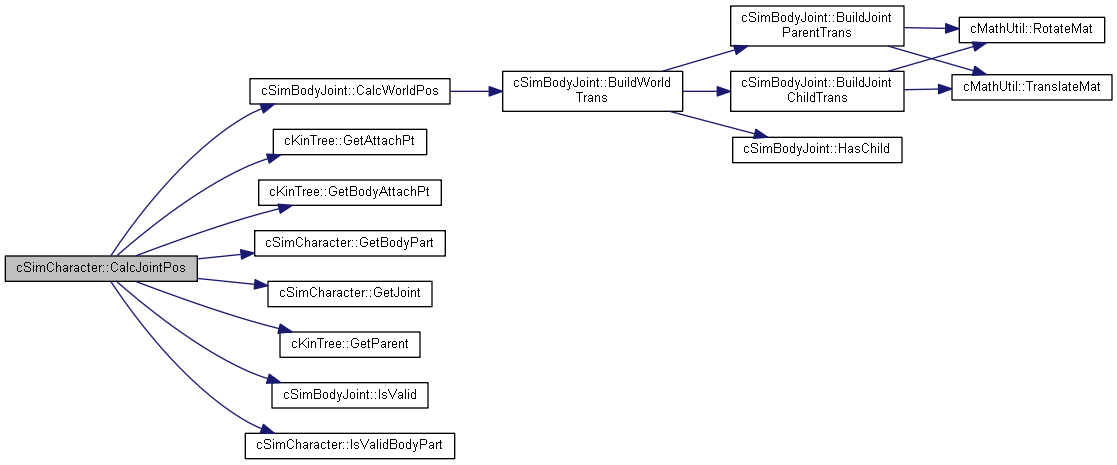 cSimCharacter::CalcJointPos
cSimBodyJoint::CalcWorldPos
cKinTree::GetAttachPt
cKinTree::GetBodyAttachPt
cSimCharacter::GetBodyPart
cSimCharacter::GetJoint
cKinTree::GetParent
cSimBodyJoint::IsValid
cSimCharacter::IsValidBodyPart
cSimBodyJoint::BuildWorld
Trans
cSimBodyJoint::BuildJoint
ParentTrans
cSimBodyJoint::BuildJoint
ChildTrans
cSimBodyJoint::HasChild
cMathUtil::RotateMat
cMathUtil::TranslateMat